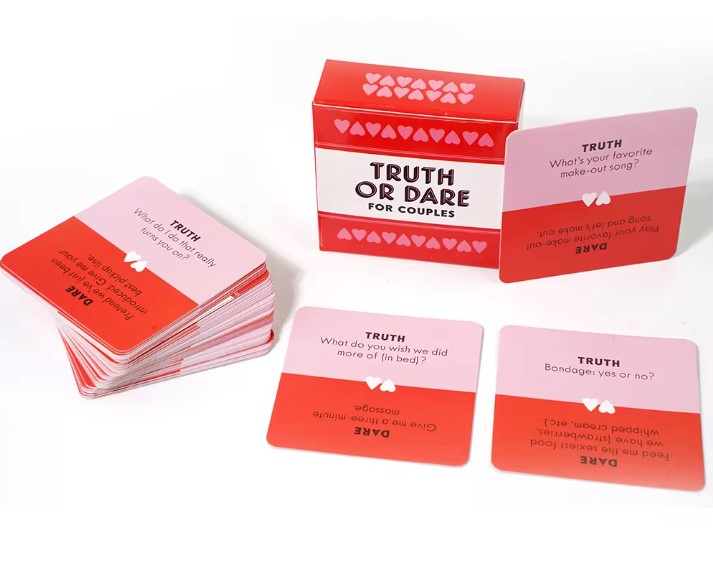 TRUTH
OR DARE
FOR COUPLES
TRUTH
What's your favorite
make-out song?
DARE
Play your favorite make-out
song and let's make out.
TRUTH
What do I do that really
turns you on?
DARE
Pretend we've just been
introduced. Give me your
best pickup line.
TRUTH
What do you wish we did
more of (in bed)?
DARE
Give me a three-minute
massage.
TRUTH
Bondage: yes or no?
DARE
Feed me the sexiest food
we have (strawberries,
whipped cream, etc).